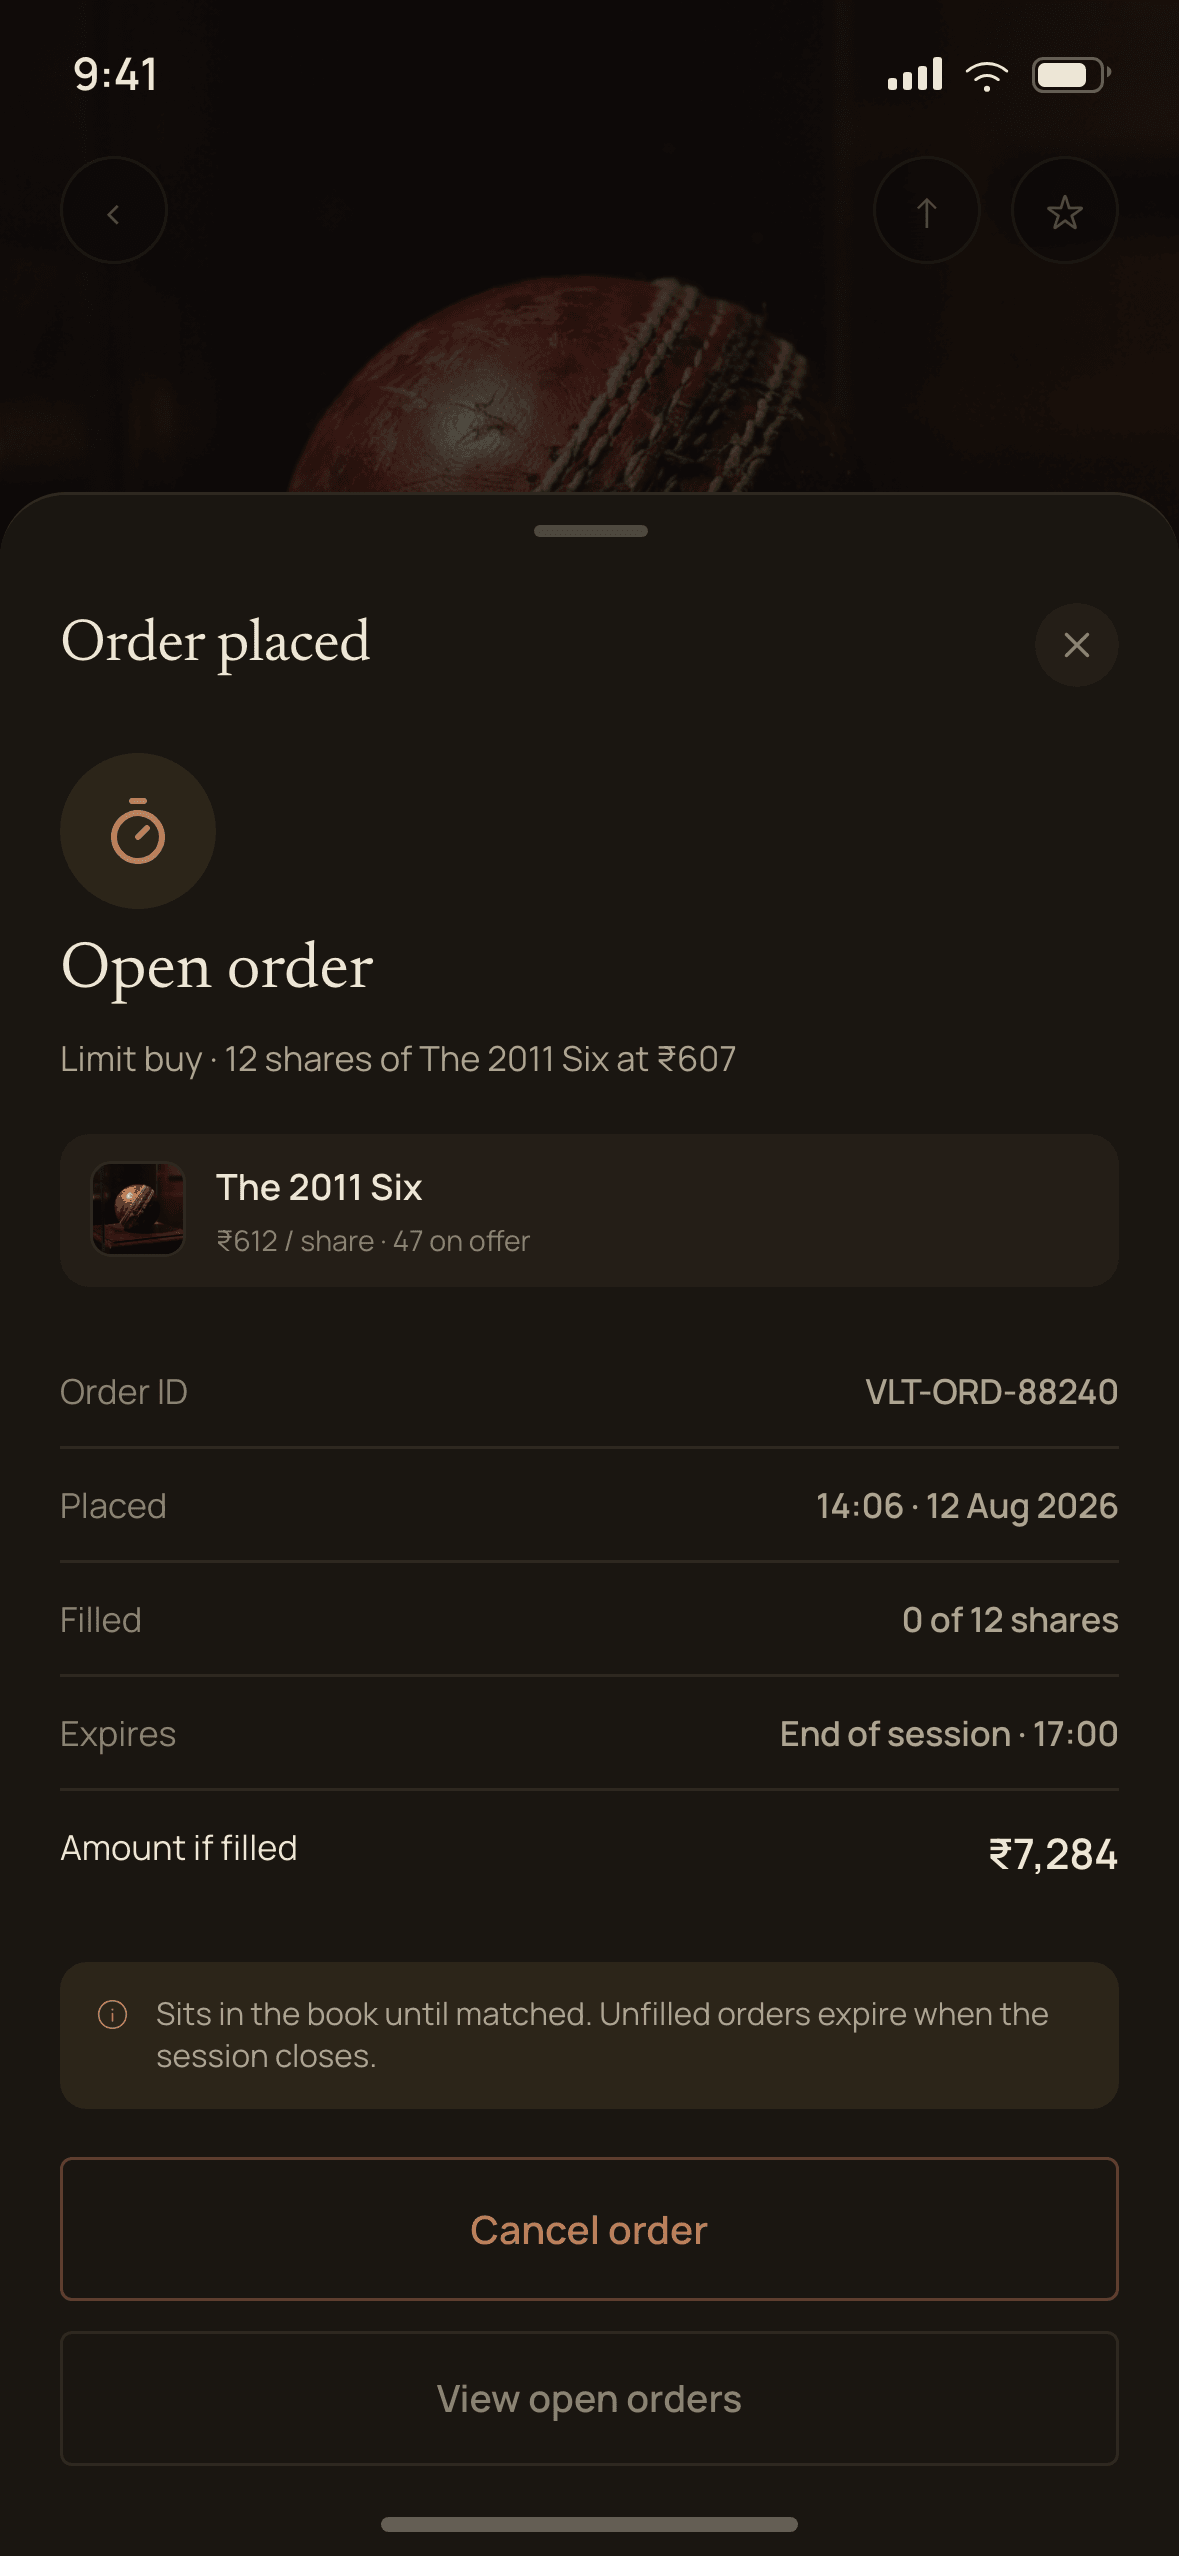 9:41
Order placed
Open order
Limit buy · 12 shares of The 2011 Six at ₹607
The 2011 Six
₹612 / share · 47 on offer
Order ID VLT-ORD-88240
Placed 14:06 · 12 Aug 2026
Filled 0 of 12 shares
Expires End of session · 17:00
Amount if filled ₹7,284
Sits in the book until matched. Unfilled orders expire when the
session closes.
Cancel order
View open orders